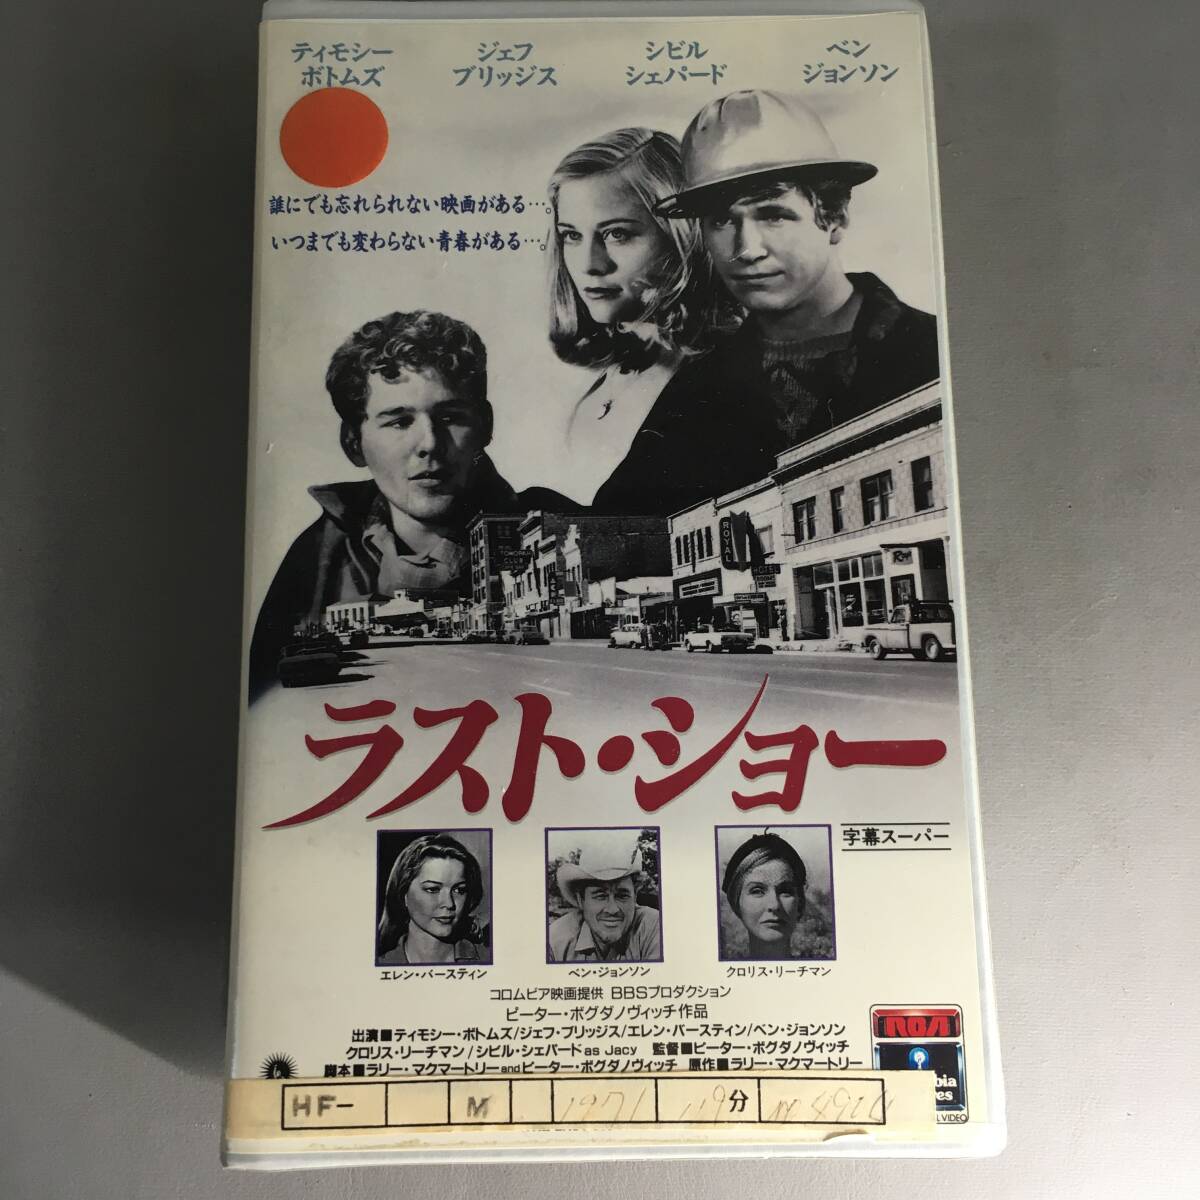 ティモシー
ボトムズ
ジェフ
ブリッジス
シビル
シェパード
ベン
ジョンソン
誰にでも忘れられない映画がある…。
いつまでも変わらない青春がある…。
ROYAL
HOTEL
ラスト・ショー
字幕スーパー
エレン・バースティン
ベン・ジョンソン
クロリス・リーチマン
コロムビア映画提供 BBSプロダクション
ピーター・ボグダノヴィッチ作品
出演■ティモシー・ボトムズ/ジェフ・ブリッジス/エレン・バースティン/ベン・ジョンソン
クロリス・リーチマン/シビル・シェパード as Jacy 監督■ピーター・ボグダノヴィッチ
脚本■ラリー・マクマートリー and ピーター・ボグダノヴィッチ 原作■ラリー・マクマートリー
RCA
VIDEO
HF- M 1971 119分